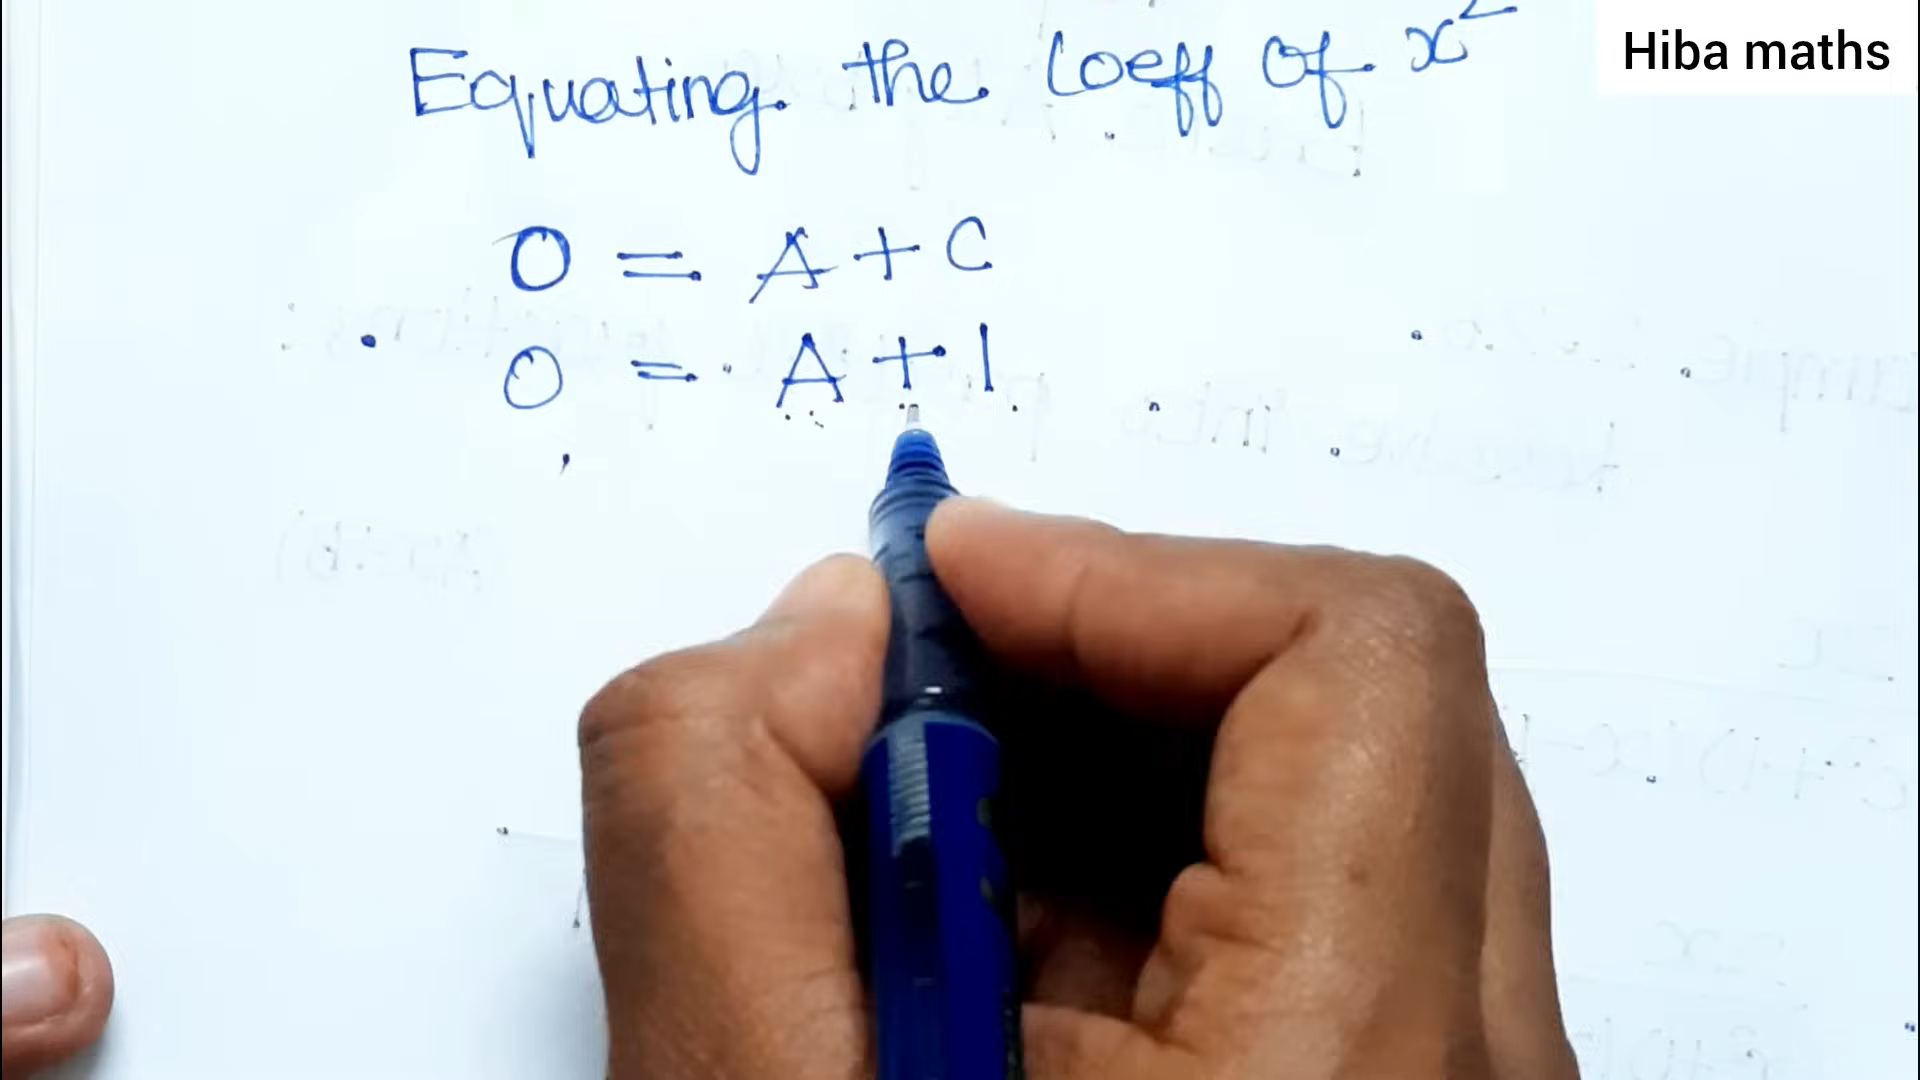 Equating the Coeff of x²
Hiba maths
0 = A + C
0 = A + 1